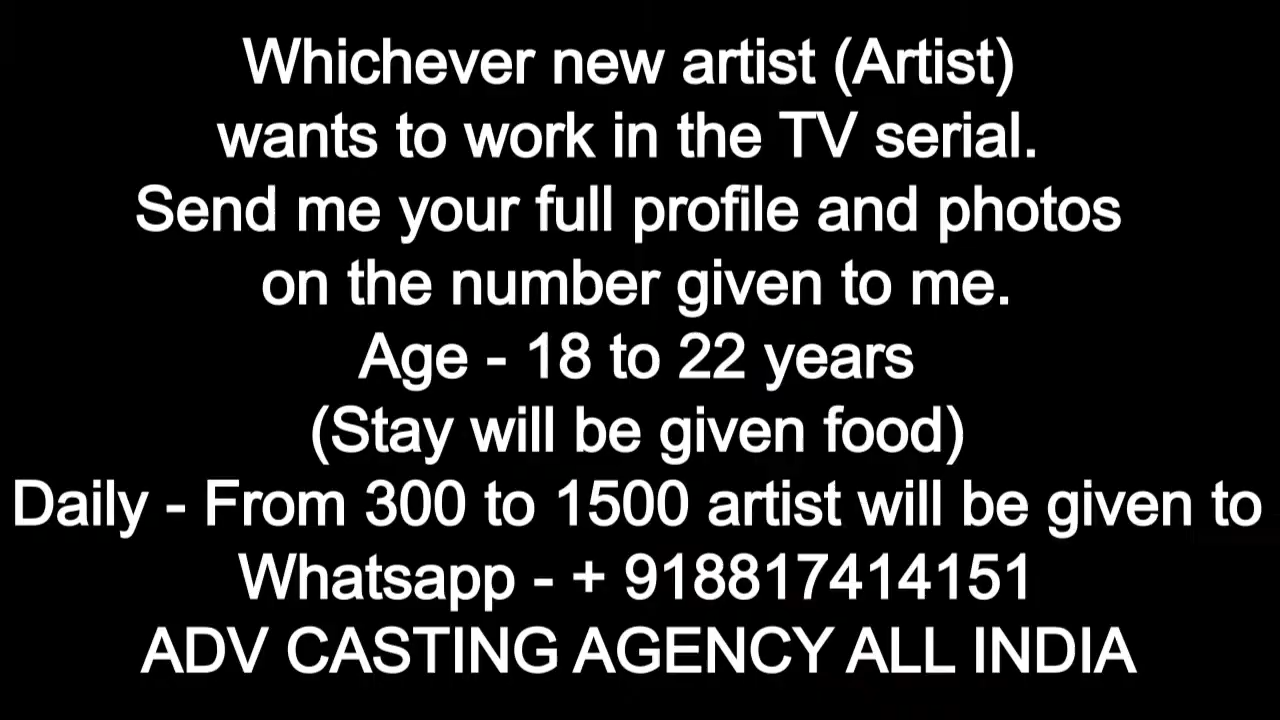 Whichever new artist (Artist)
wants to work in the TV serial.
Send me your full profile and photos
on the number given to me.
Age - 18 to 22 years
(Stay will be given food)
Daily - From 300 to 1500 artist will be given to
Whatsapp - + 918817414151
ADV CASTING AGENCY ALL INDIA